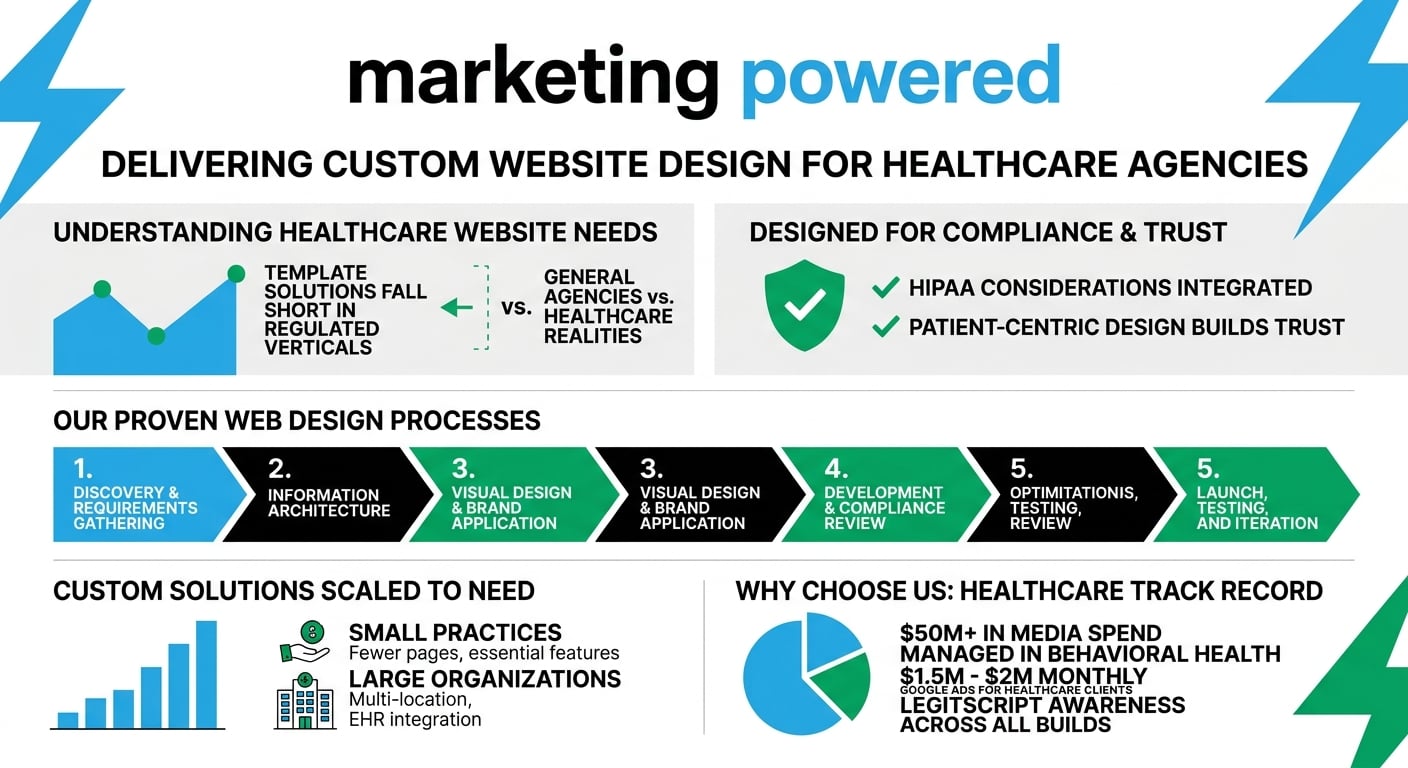 marketing powered
DELIVERING CUSTOM WEBSITE DESIGN FOR HEALTHCARE AGENCIES
UNDERSTANDING HEALTHCARE WEBSITE NEEDS
TEMPLATE
SOLUTIONS FALL
SHORT IN
REGULATED
VERTICALS
vs.
GENERAL
AGENCIES vs.
HEALTHCARE
REALITIES
DESIGNED FOR COMPLIANCE & TRUST
HIPAA CONSIDERATIONS INTEGRATED
PATIENT-CENTRIC DESIGN BUILDS TRUST
OUR PROVEN WEB DESIGN PROCESSES
1.
DISCOVERY &
REQUIREMENTS
GATHERING
2.
INFORMATION
ARCHITECTURE
3.
VISUAL DESIGN
& BRAND
APPLICATION
3.
VISUAL DESIGN
& BRAND
APPLICATION
4.
DEVELOPMENT
& COMPLIANCE
REVIEW
5.
OPTIMITATIONIS,
TESTING,
REVIEW
5.
LAUNCH,
TESTING,
AND ITERATION
CUSTOM SOLUTIONS SCALED TO NEED
SMALL PRACTICES
Fewer pages, essential features
LARGE ORGANIZATIONS
Multi-location,
EHR integration
WHY CHOOSE US: HEALTHCARE TRACK RECORD
$50M+ IN MEDIA SPEND
MANAGED IN BEHAVIORAL HEALTH
$1.5M - $2M MONTHLY
GOOGLE ADS FOR HEALTHCARE CLIENTS
LEGITSCRIPT AWARENESS
ACROSS ALL BUILDS